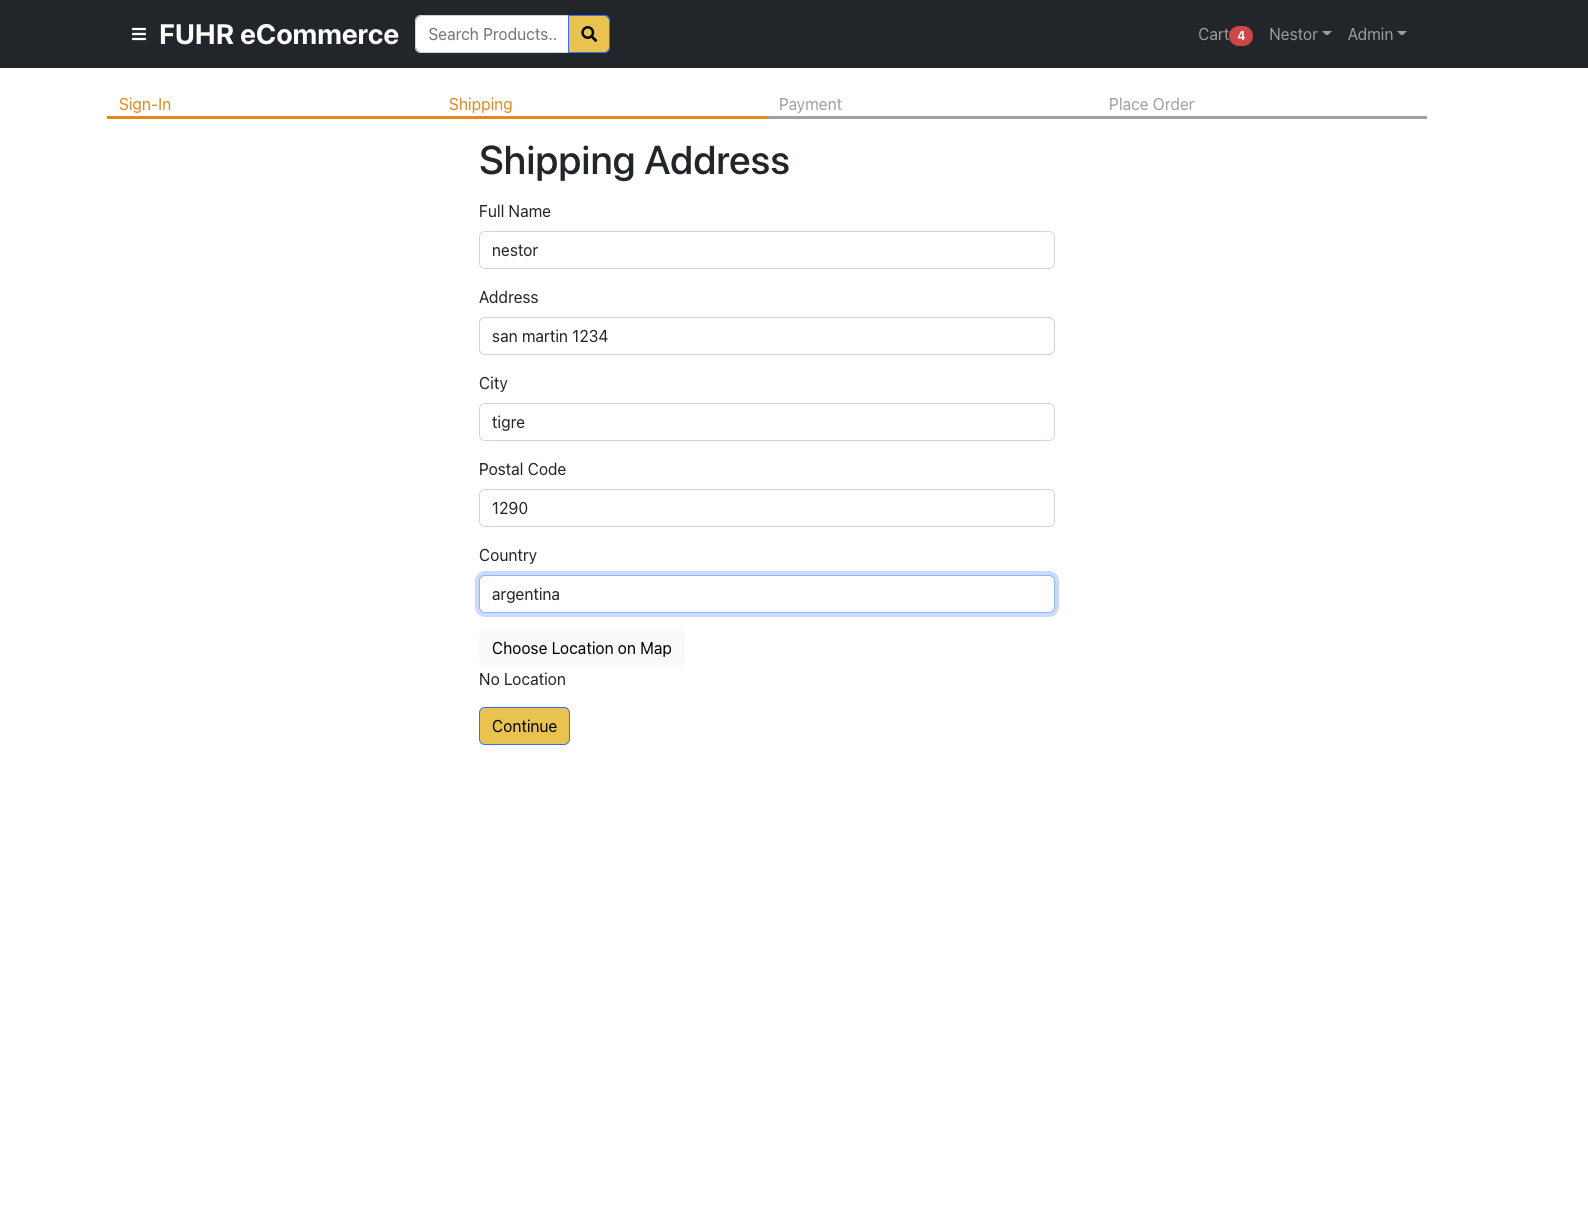 FUHR eCommerce Search Products.. Cart 4 Nestor Admin
Sign-In Shipping Payment Place Order
Shipping Address
Full Name
nestor
Address
san martin 1234
City
tigre
Postal Code
1290
Country
argentina
Choose Location on Map
No Location
Continue